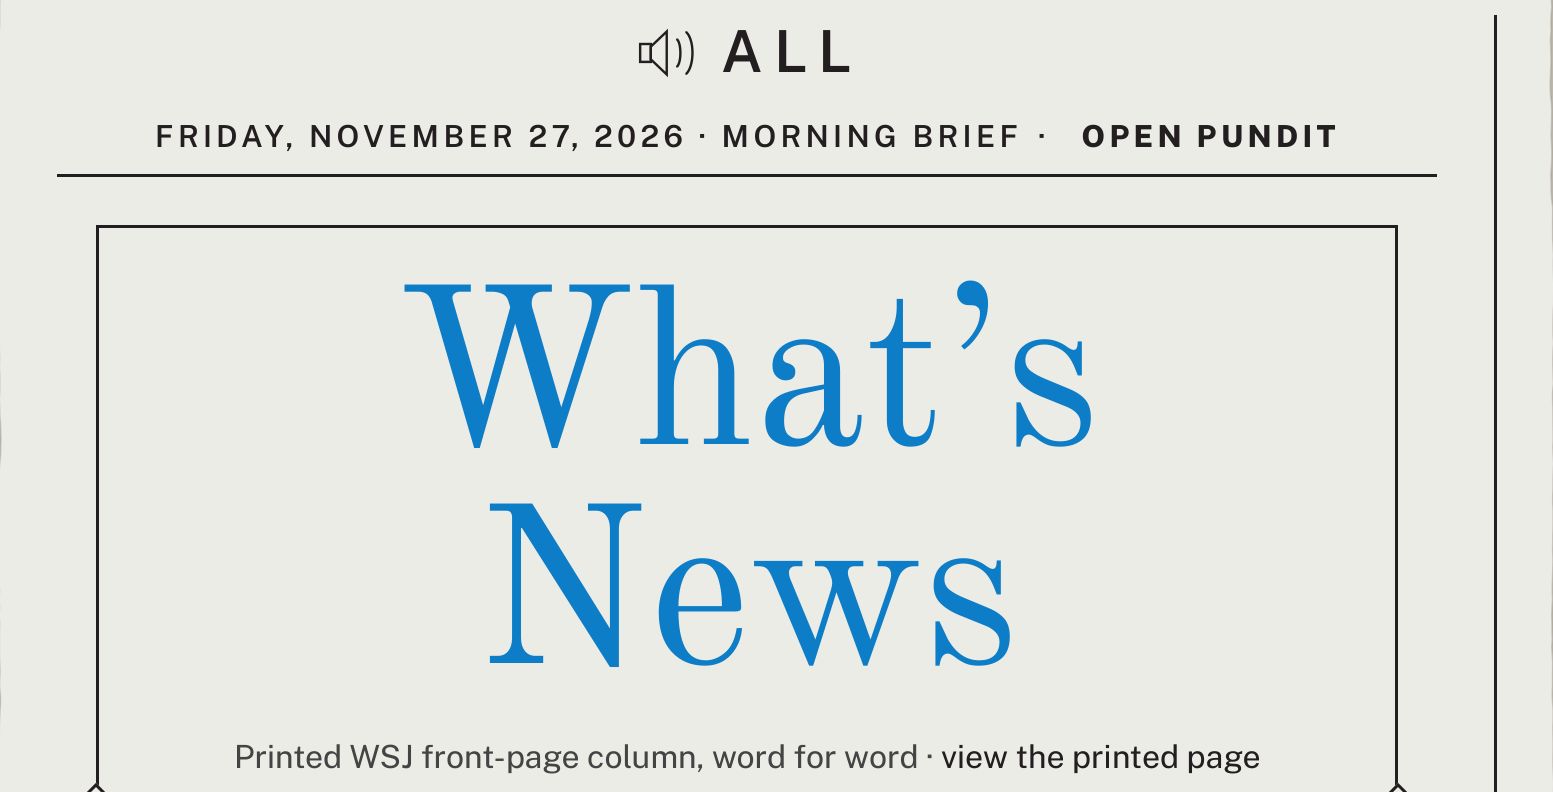 ALL
FRIDAY, NOVEMBER 27, 2026 · MORNING BRIEF · OPEN PUNDIT
What’s
News
Printed WSJ front-page column, word for word · view the printed page